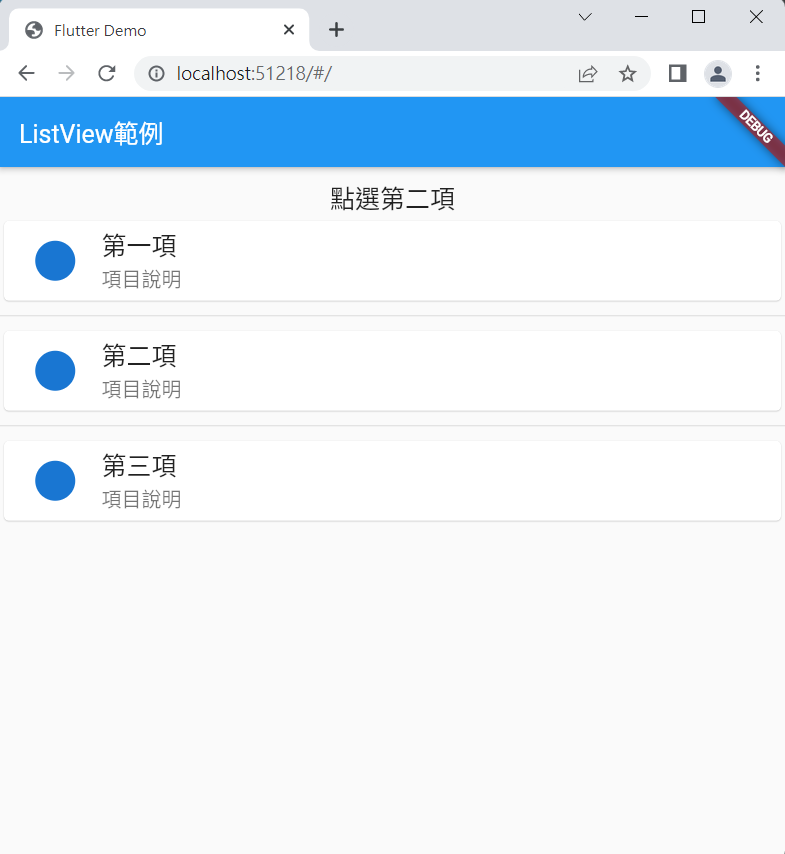 Flutter Demo
localhost:51218/#/
ListView範例
DEBUG
點選第二項
第一項
項目說明
第二項
項目說明
第三項
項目說明